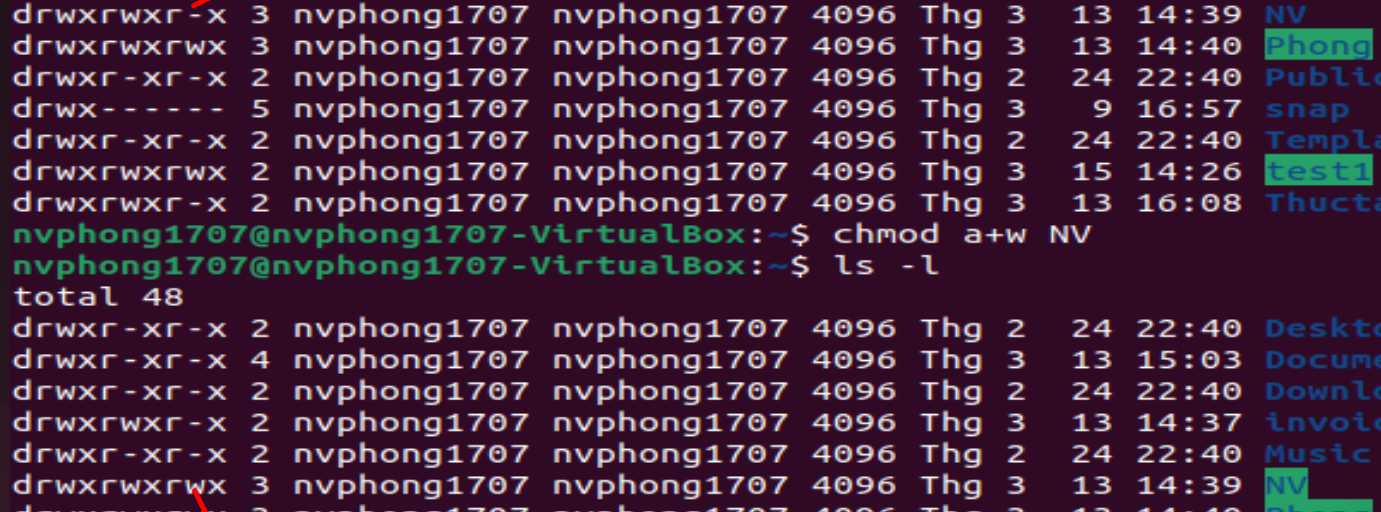 drwxrwxr-x 3 nvphong1707 nvphong1707 4096 Thg 3  13 14:39 NV
drwxrwxrwx 3 nvphong1707 nvphong1707 4096 Thg 3  13 14:40 Phong
drwxr-xr-x 2 nvphong1707 nvphong1707 4096 Thg 2  24 22:40 Public
drwx------ 5 nvphong1707 nvphong1707 4096 Thg 3   9 16:57 snap
drwxr-xr-x 2 nvphong1707 nvphong1707 4096 Thg 2  24 22:40 Templa
drwxrwxrwx 2 nvphong1707 nvphong1707 4096 Thg 3  15 14:26 test1
drwxrwxr-x 2 nvphong1707 nvphong1707 4096 Thg 3  13 16:08 Thucta
nvphong1707@nvphong1707-VirtualBox:~$ chmod a+w NV
nvphong1707@nvphong1707-VirtualBox:~$ ls -l
total 48
drwxr-xr-x 2 nvphong1707 nvphong1707 4096 Thg 2  24 22:40 Deskto
drwxr-xr-x 4 nvphong1707 nvphong1707 4096 Thg 3  13 15:03 Docume
drwxr-xr-x 2 nvphong1707 nvphong1707 4096 Thg 2  24 22:40 Downlo
drwxrwxr-x 2 nvphong1707 nvphong1707 4096 Thg 3  13 14:37 invoic
drwxr-xr-x 2 nvphong1707 nvphong1707 4096 Thg 2  24 22:40 Music
drwxrwxrwx 3 nvphong1707 nvphong1707 4096 Thg 3  13 14:39 NV